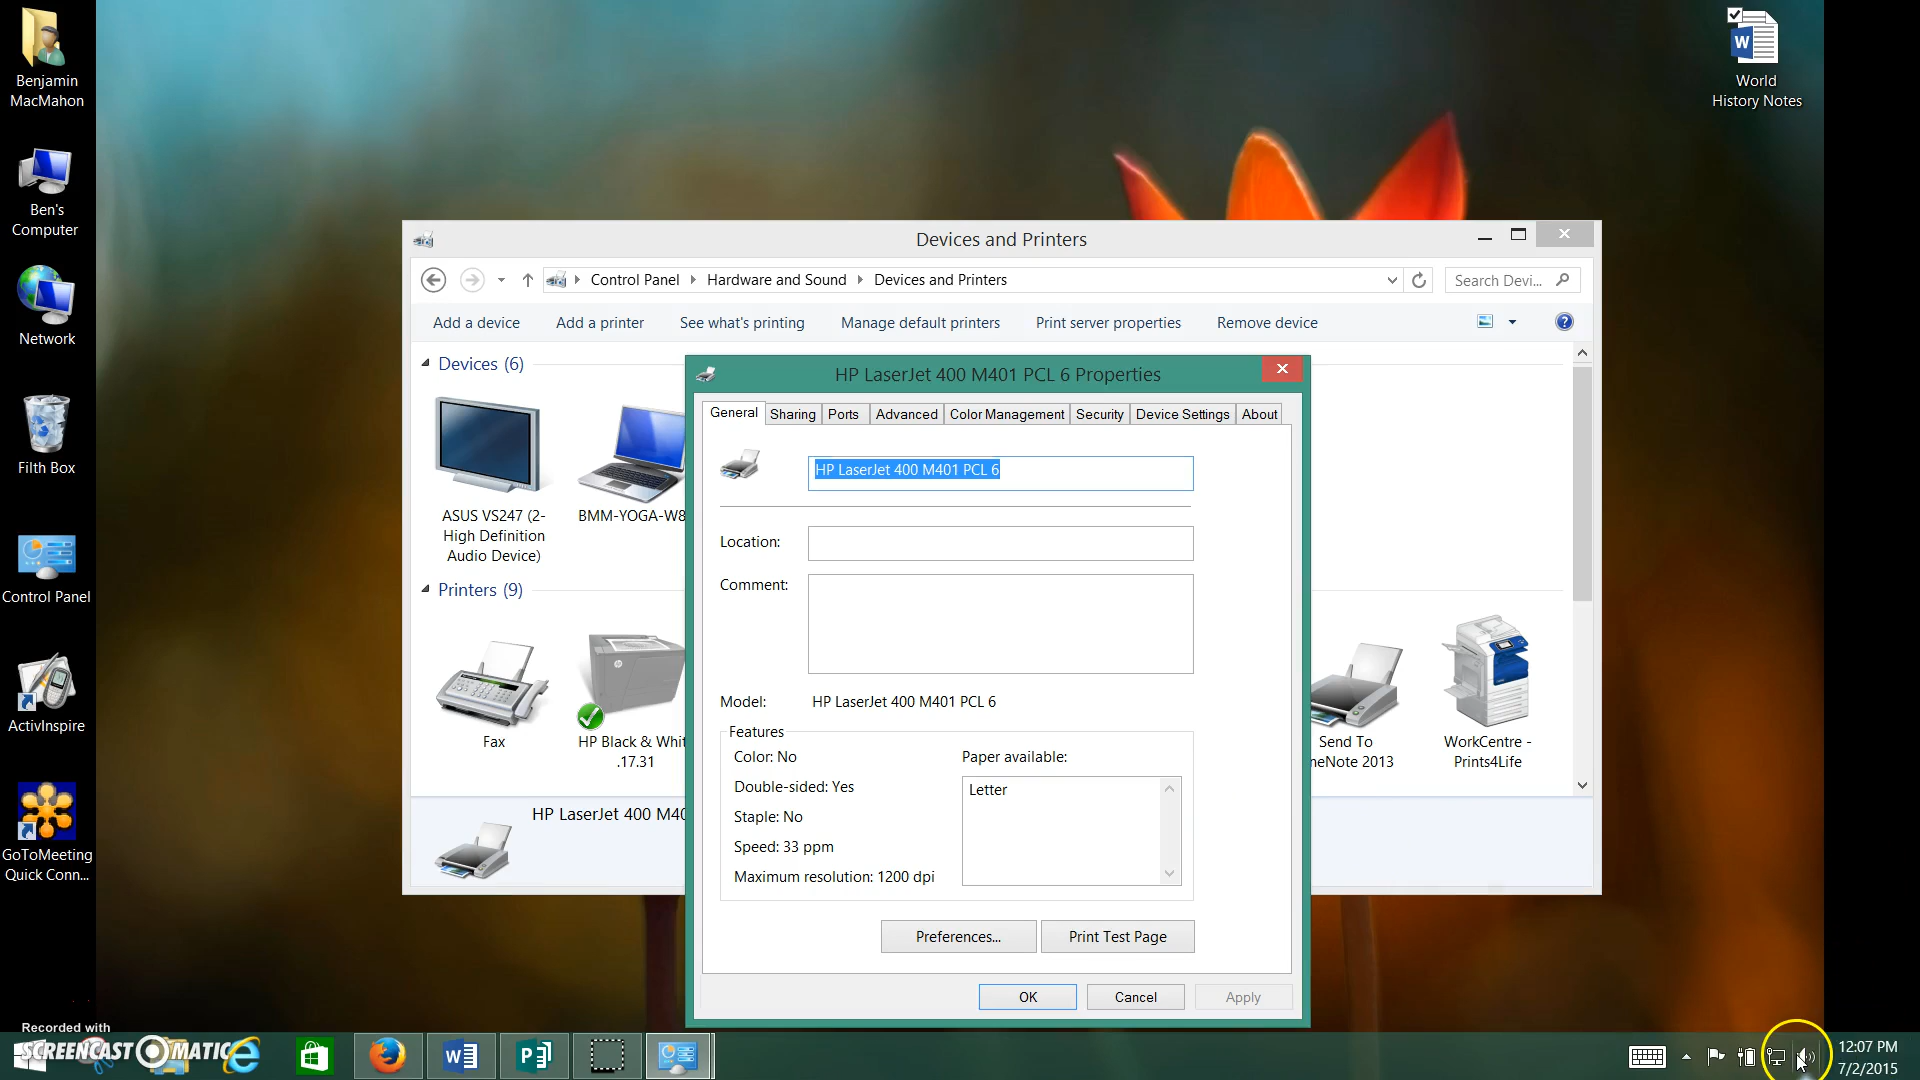 Benjamin
MacMahon
World
History Notes
Ben's
Computer
Network
Filth Box
Control Panel
ActivInspire
GoToMeeting
Quick Conn...
Devices and Printers
Control Panel
Hardware and Sound
Devices and Printers
Search Devi...
Add a device
Add a printer
See what's printing
Manage default printers
Print server properties
Remove device
Devices (6)
ASUS VS247 (2-
High Definition
Audio Device)
BMM-YOGA-W8
Printers (9)
Fax
HP Black & Whit
.17.31
Send To
neNote 2013
WorkCentre -
Prints4Life
HP LaserJet 400 M40
HP LaserJet 400 M401 PCL 6 Properties
General
Sharing
Ports
Advanced
Color Management
Security
Device Settings
About
HP LaserJet 400 M401 PCL 6
Location:
Comment:
Model:
HP LaserJet 400 M401 PCL 6
Features
Color: No
Double-sided: Yes
Staple: No
Speed: 33 ppm
Maximum resolution: 1200 dpi
Paper available:
Letter
Preferences...
Print Test Page
OK
Cancel
Apply
Recorded with
SCREENCAST MATIC
12:07 PM
7/2/2015